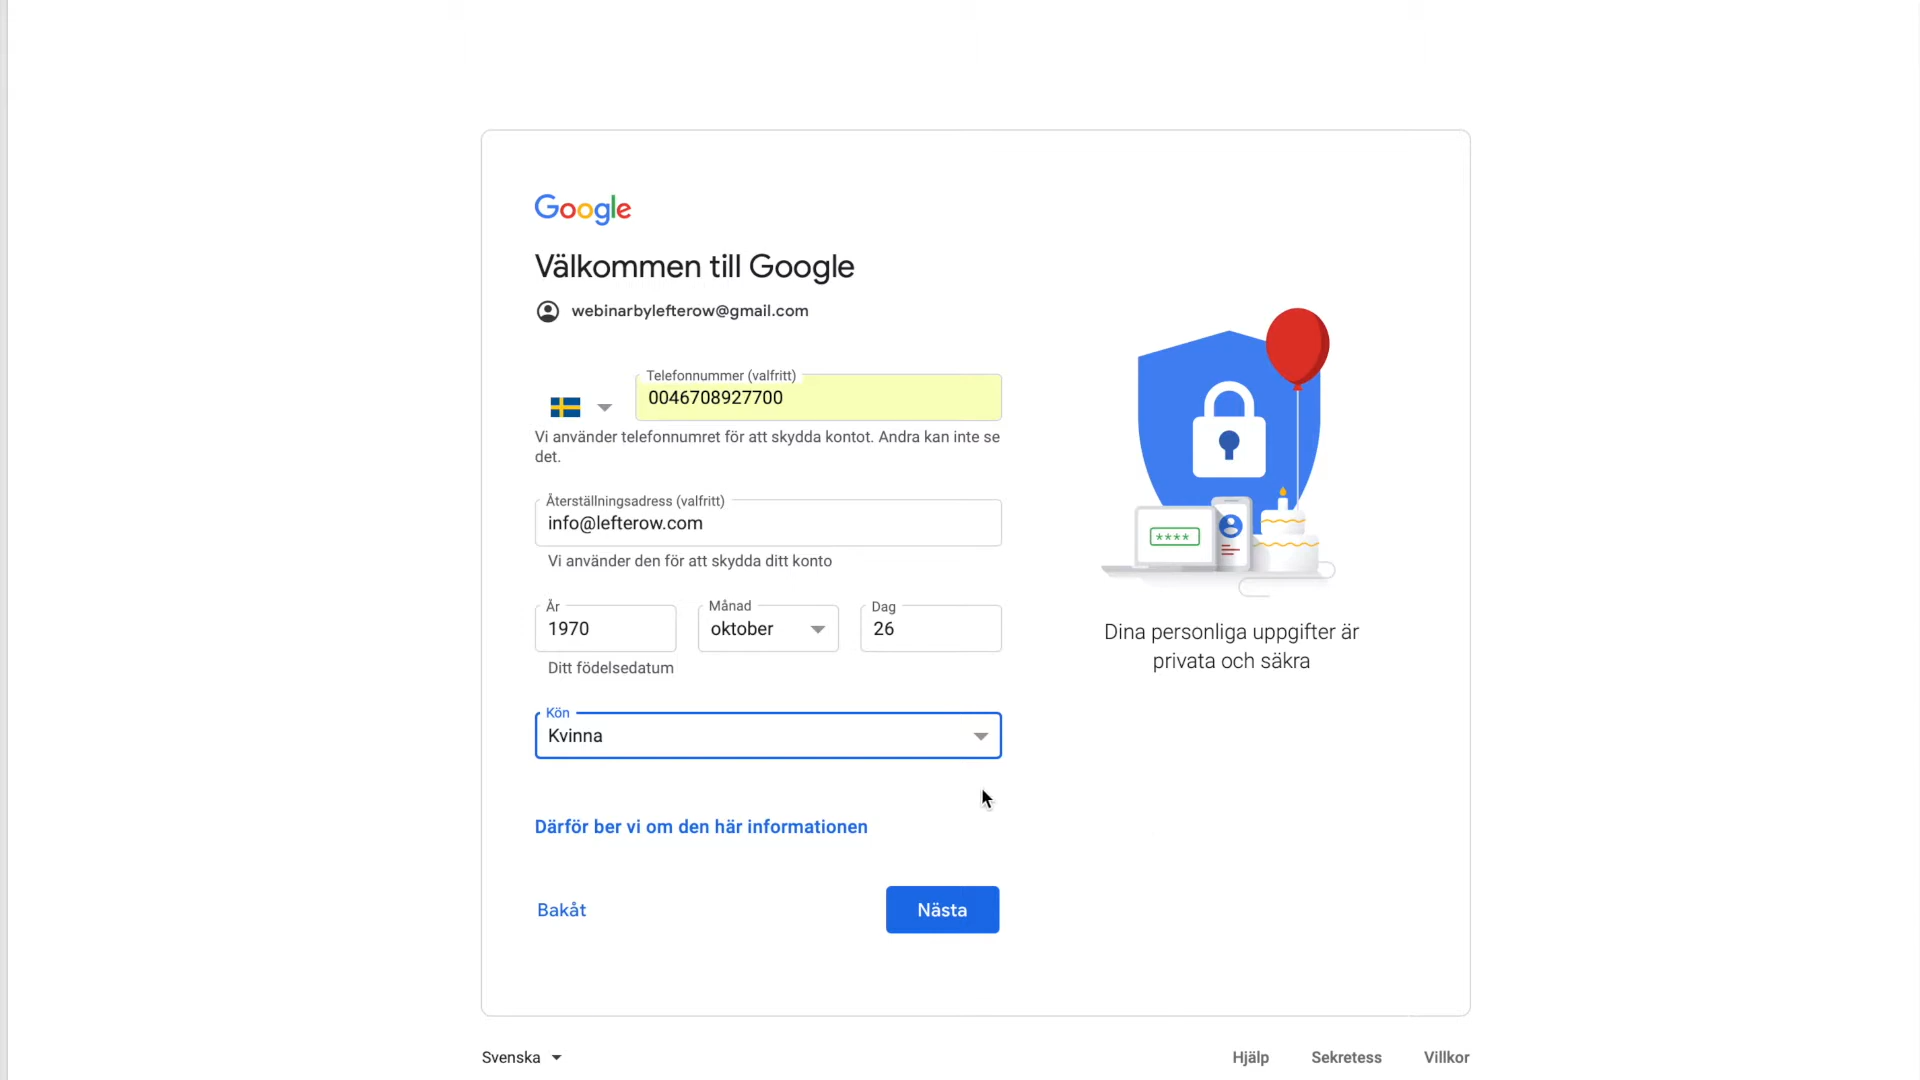 Google
Välkommen till Google
webinarbylefterow@gmail.com
Telefonnummer (valfritt)
0046708927700
Vi använder telefonnumret för att skydda kontot. Andra kan inte se
det.
Återställningsadress (valfritt)
info@lefterow.com
Vi använder den för att skydda ditt konto
År
1970
Månad
oktober
Dag
26
Ditt födelsedatum
Kön
Kvinna
Därför ber vi om den här informationen
Bakåt
Nästa
****
Dina personliga uppgifter är
privata och säkra
Svenska
Hjälp
Sekretess
Villkor